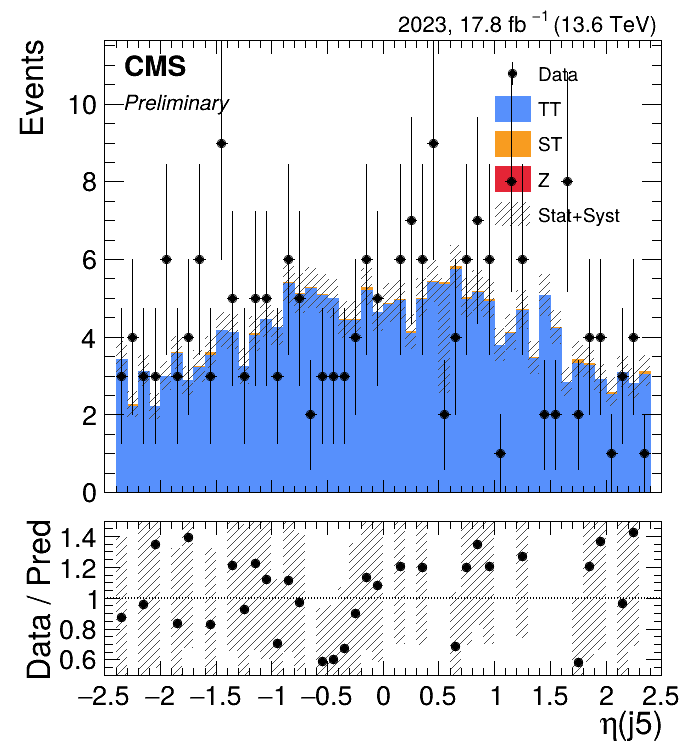 2023, 17.8 fb⁻¹ (13.6 TeV)
CMS
Preliminary
Data
TT
ST
Z
Stat+Syst
Events
10
8
6
4
2
0
Data / Pred
1.4
1.2
1
0.8
0.6
−2.5 −2 −1.5 −1 −0.5 0 0.5 1 1.5 2 2.5
η(j5)